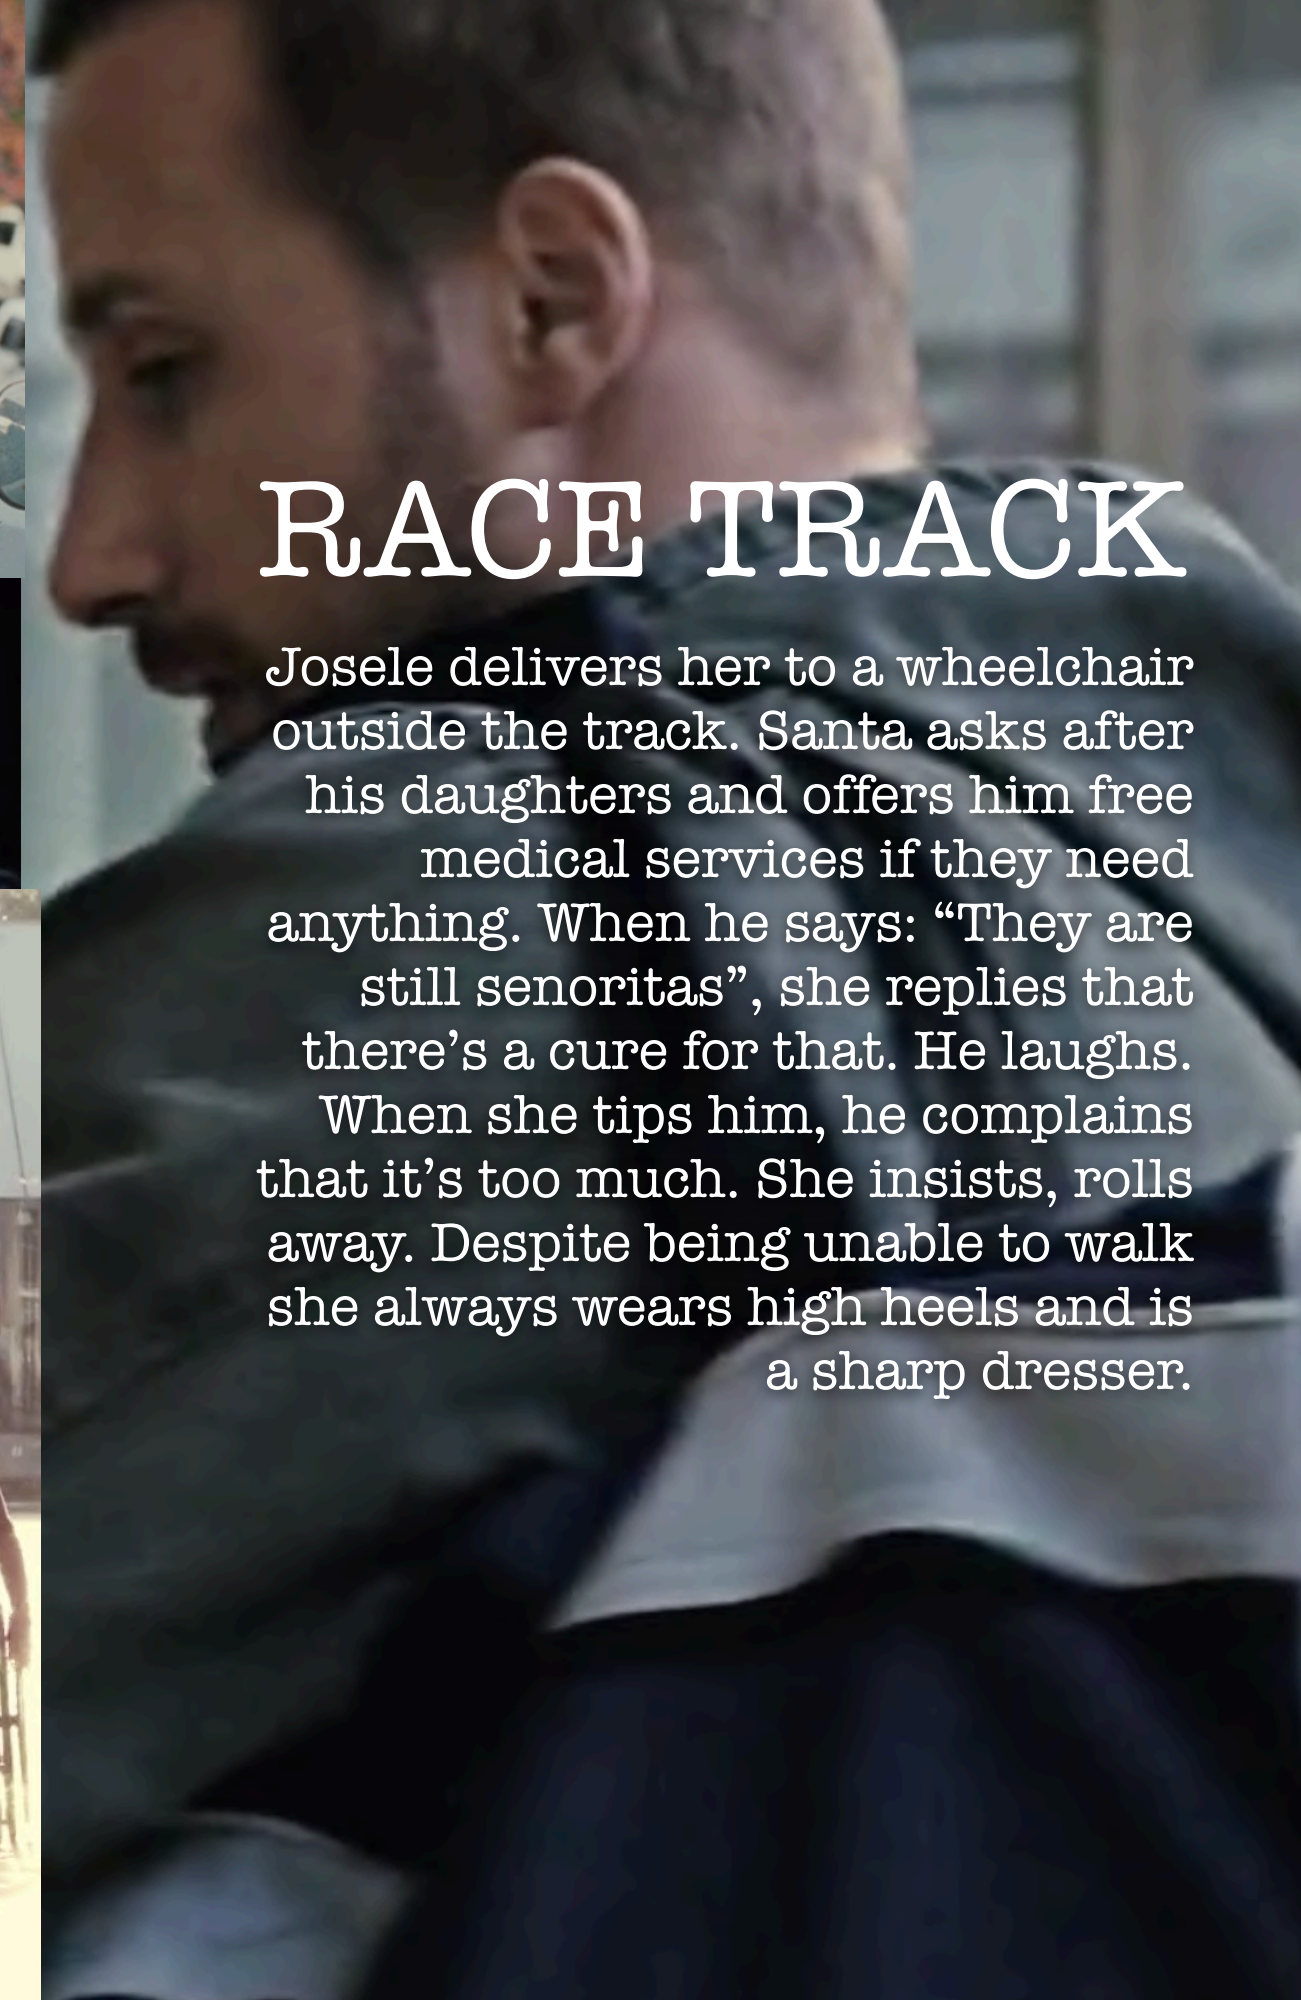 RACE TRACK
Josele delivers her to a wheelchair
outside the track. Santa asks after
his daughters and offers him free
medical services if they need
anything. When he says: “They are
still senoritas”, she replies that
there’s a cure for that. He laughs.
When she tips him, he complains
that it’s too much. She insists, rolls
away. Despite being unable to walk
she always wears high heels and is
a sharp dresser.